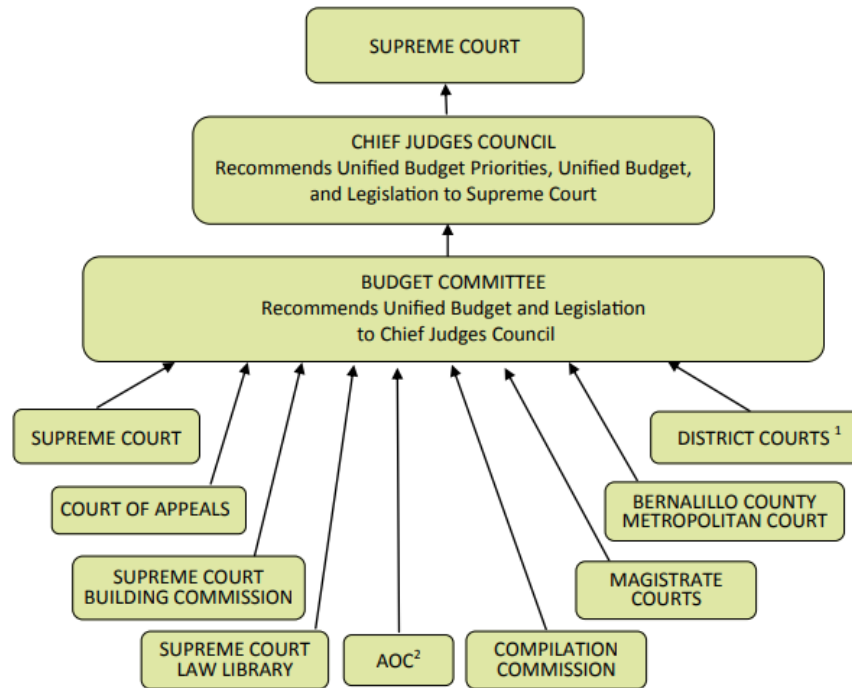 SUPREME COURT
CHIEF JUDGES COUNCIL
Recommends Unified Budget Priorities, Unified Budget,
and Legislation to Supreme Court
BUDGET COMMITTEE
Recommends Unified Budget and Legislation
to Chief Judges Council
SUPREME COURT
DISTRICT COURTS ¹
COURT OF APPEALS
BERNALILLO COUNTY
METROPOLITAN COURT
SUPREME COURT
BUILDING COMMISSION
MAGISTRATE
COURTS
SUPREME COURT
LAW LIBRARY
AOC²
COMPILATION
COMMISSION